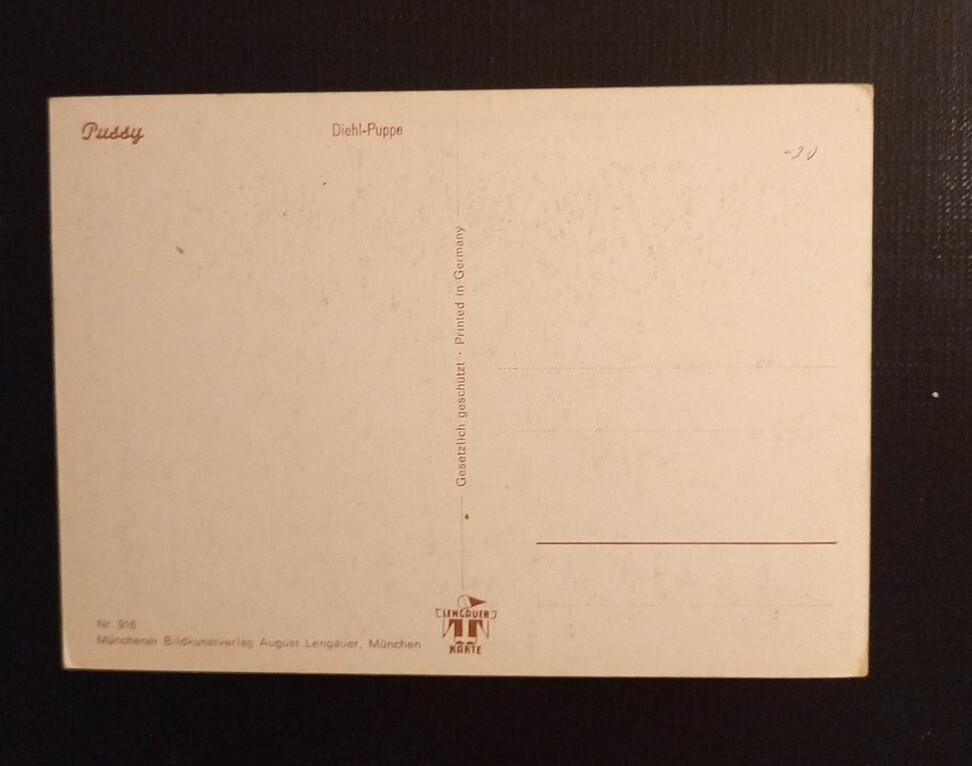 Pussy
Diehl-Puppe
-20
Gesetzlich geschützt · Printed in Germany
Nr. 916
Münchener Bildkunstverlag August Lengauer, München
LENGAUER
KARTE